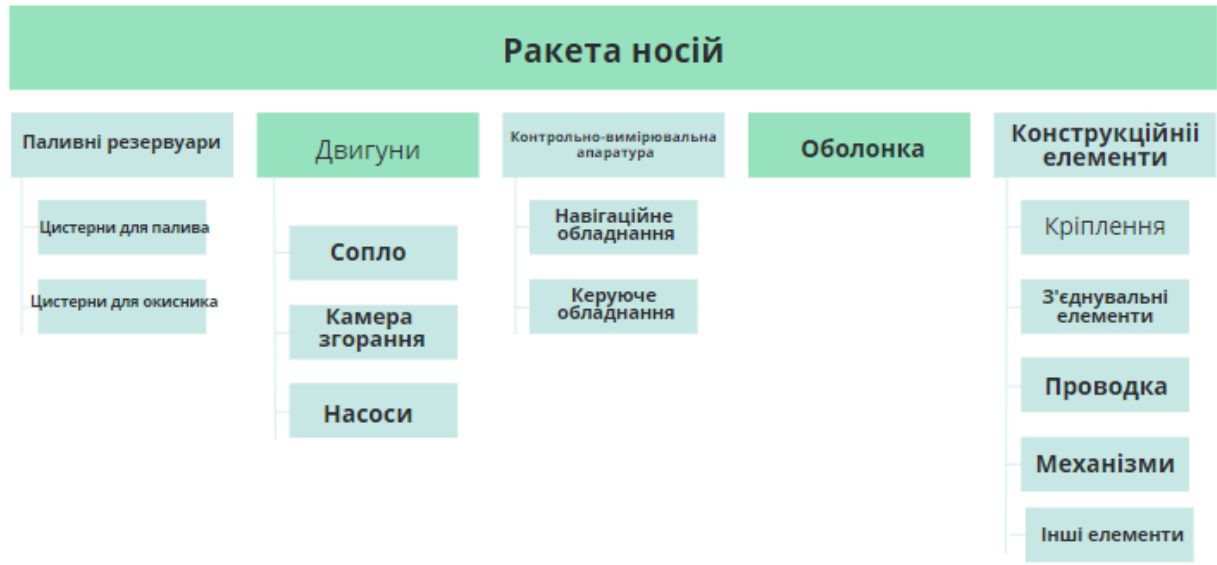 Ракета носій
Паливні резервуари
Цистерни для палива
Цистерни для окисника
Двигуни
Сопло
Камера
згорання
Насоси
Контрольно-вимірювальна
апаратура
Навігаційне
обладнання
Керуюче
обладнання
Оболонка
Конструкційніі
елементи
Кріплення
З'єднувальні
елементи
Проводка
Механізми
Інші елементи